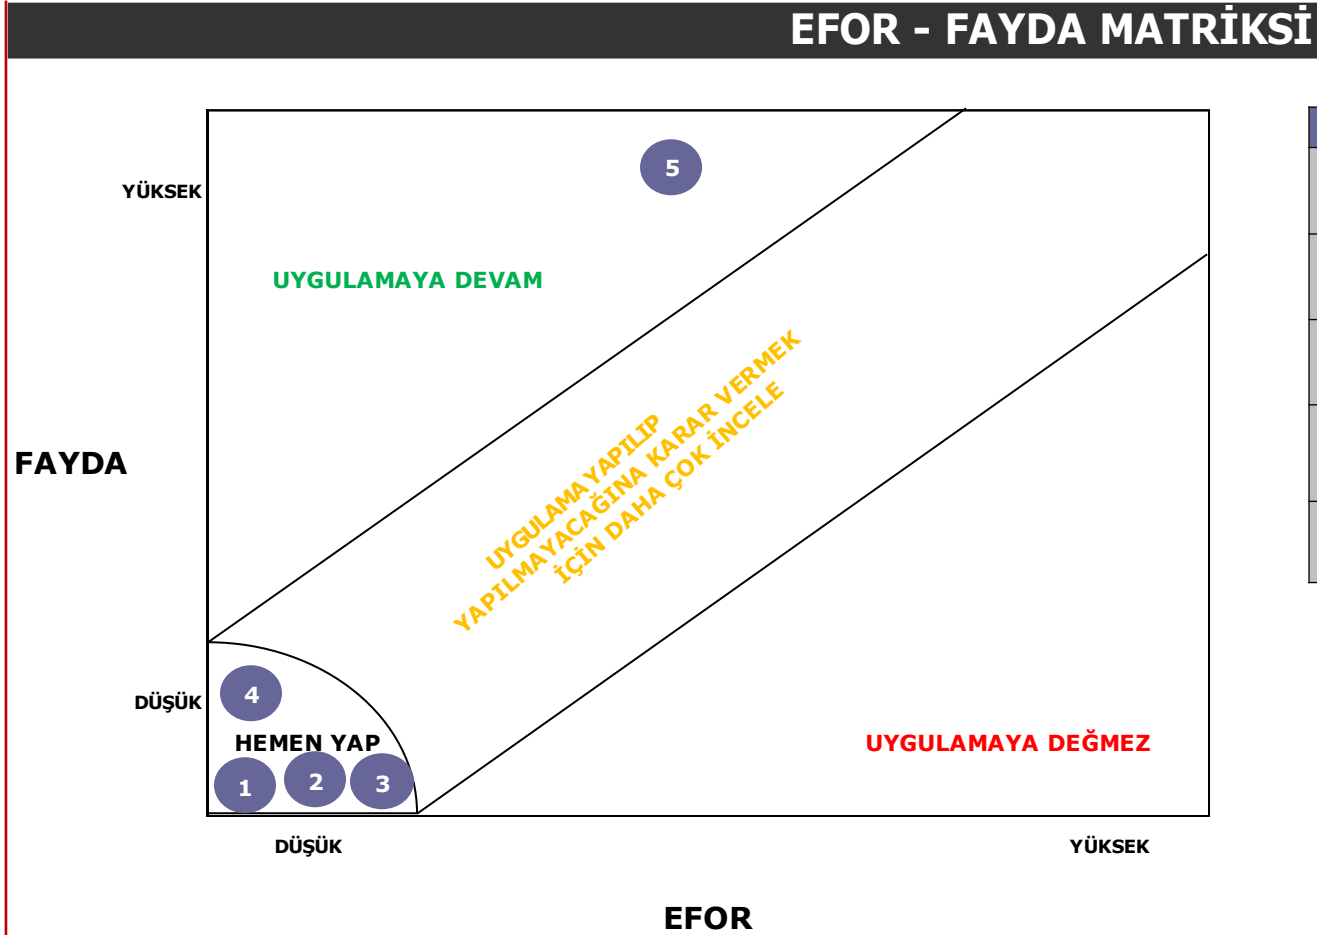 EFOR - FAYDA MATRİKSİ
5
YÜKSEK
UYGULAMAYA DEVAM
UYGULAMA YAPILIP
YAPILMAYACAĞINA KARAR VERMEK
İÇİN DAHA ÇOK İNCELE
FAYDA
4
DÜŞÜK
HEMEN YAP
UYGULAMAYA DEĞMEZ
1
2
3
DÜŞÜK
YÜKSEK
EFOR